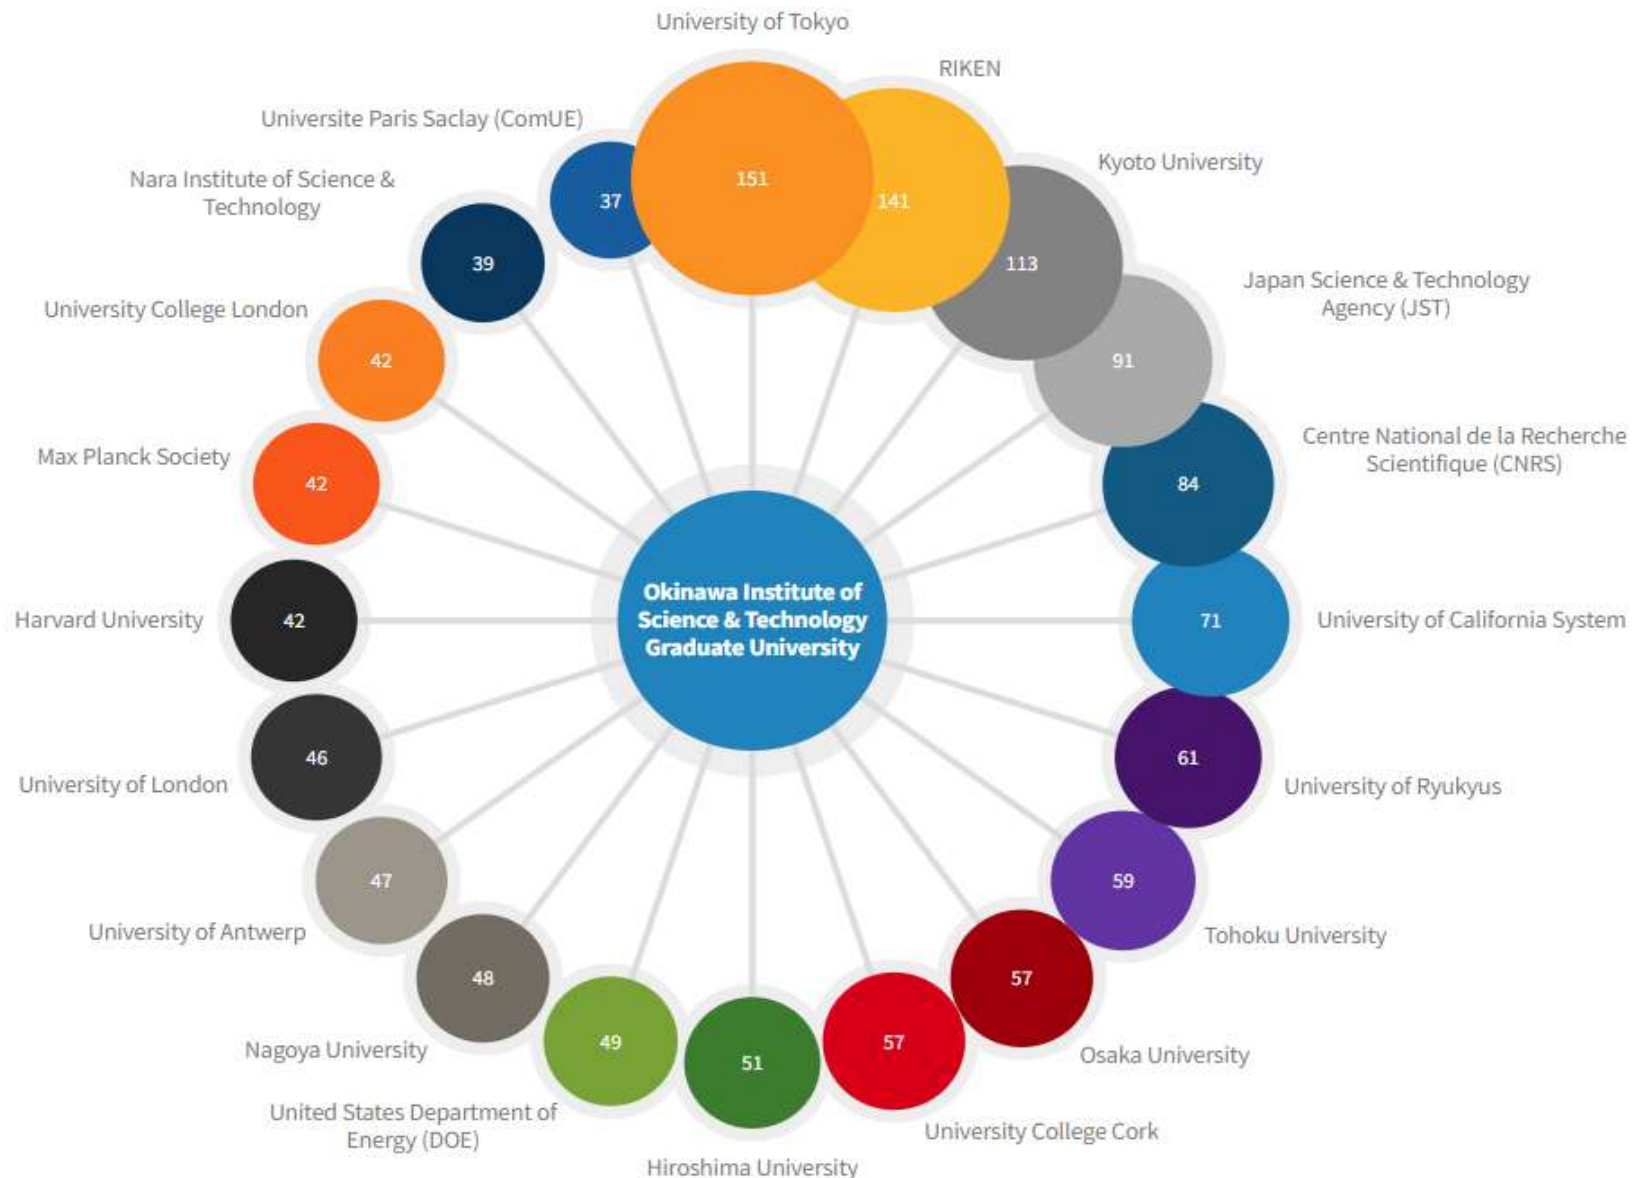 University of Tokyo
RIKEN
Universite Paris Saclay (ComUE)
Kyoto University
Nara Institute of Science &
Technology
151
141
37
113
39
Japan Science & Technology
Agency (JST)
University College London
42
91
Centre National de la Recherche
Scientifique (CNRS)
Max Planck Society
42
84
Okinawa Institute of
Science & Technology
Graduate University
Harvard University
42
71
University of California System
46
61
University of London
University of Ryukyus
47
59
University of Antwerp
Tohoku University
48
57
Nagoya University
Osaka University
49
51
57
United States Department of
Energy (DOE)
University College Cork
Hiroshima University